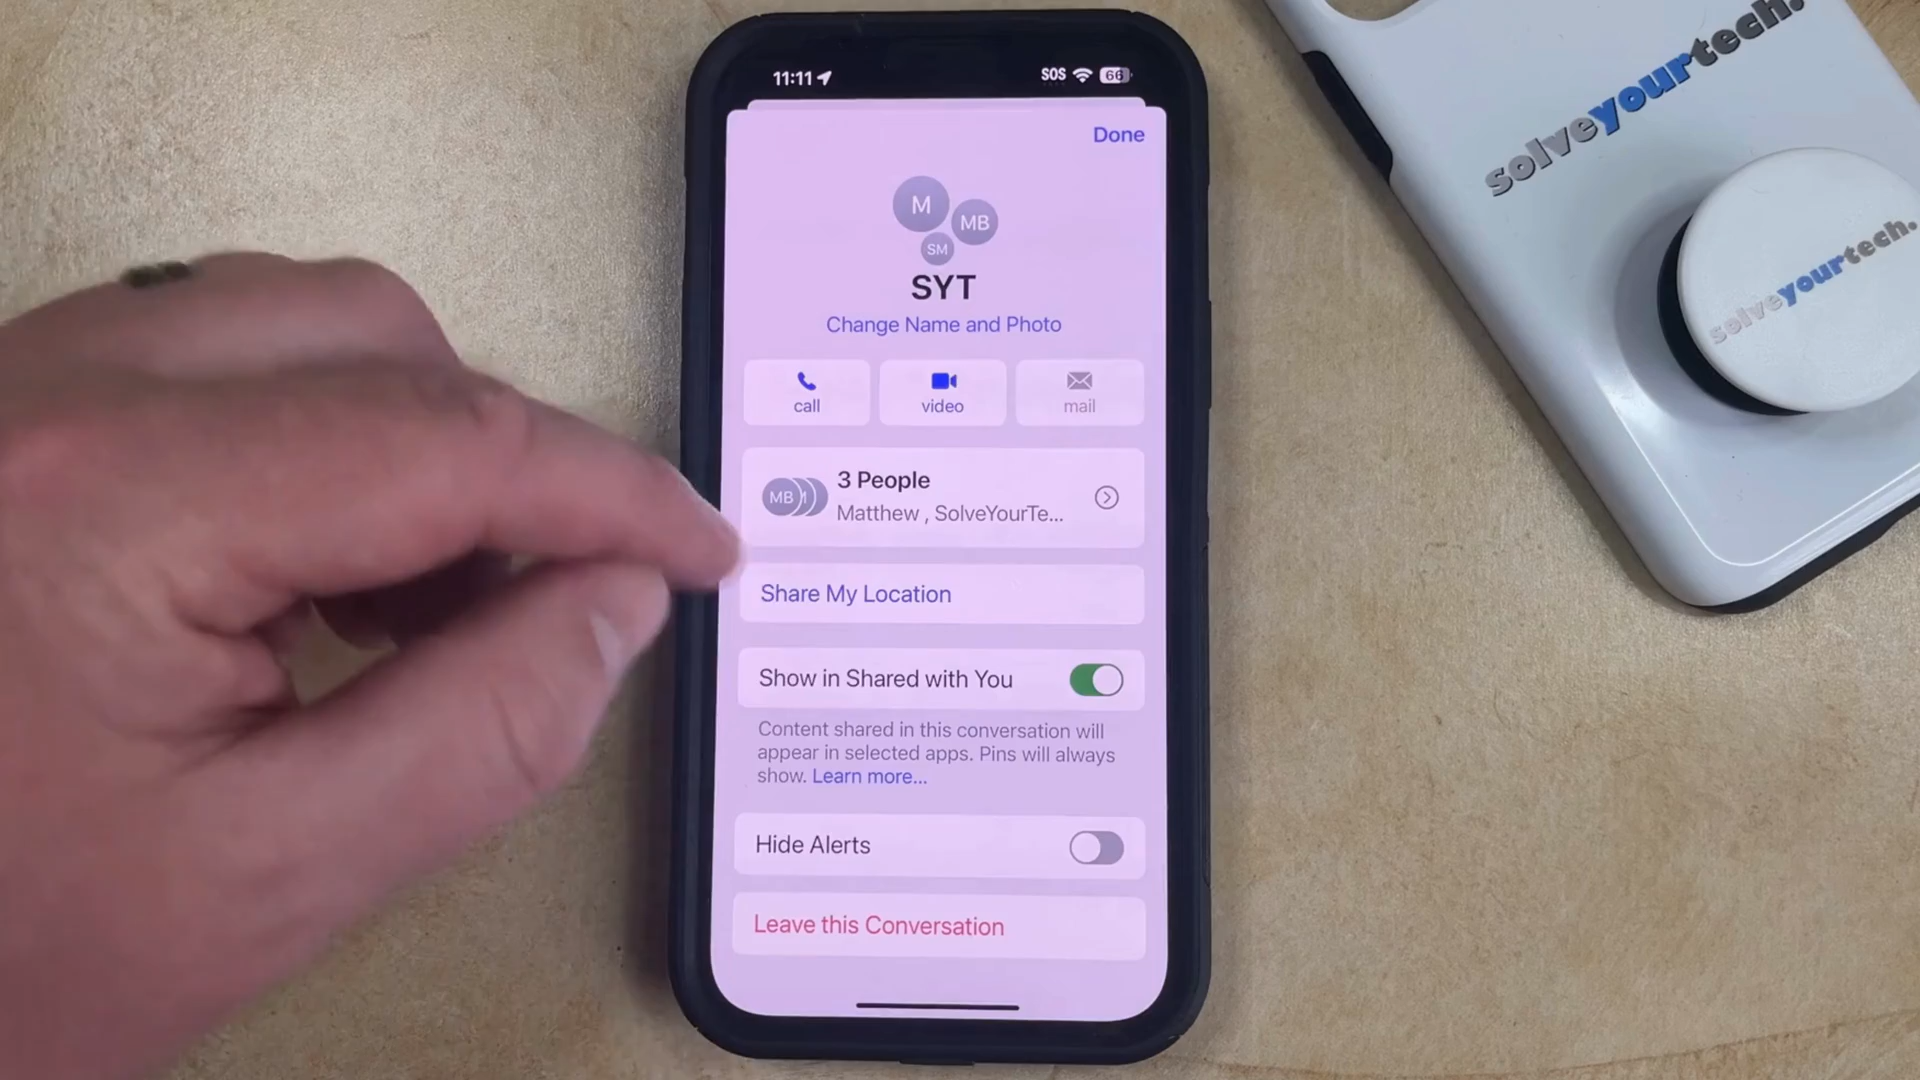 11:11
SOS
66
Done
M
MB
SM
SYT
Change Name and Photo
call
video
mail
MB
3 People
Matthew , SolveYourTe...
Share My Location
Show in Shared with You
Content shared in this conversation will
appear in selected apps. Pins will always
show. Learn more...
Hide Alerts
Leave this Conversation
solveyourtech.
solveyourtech.